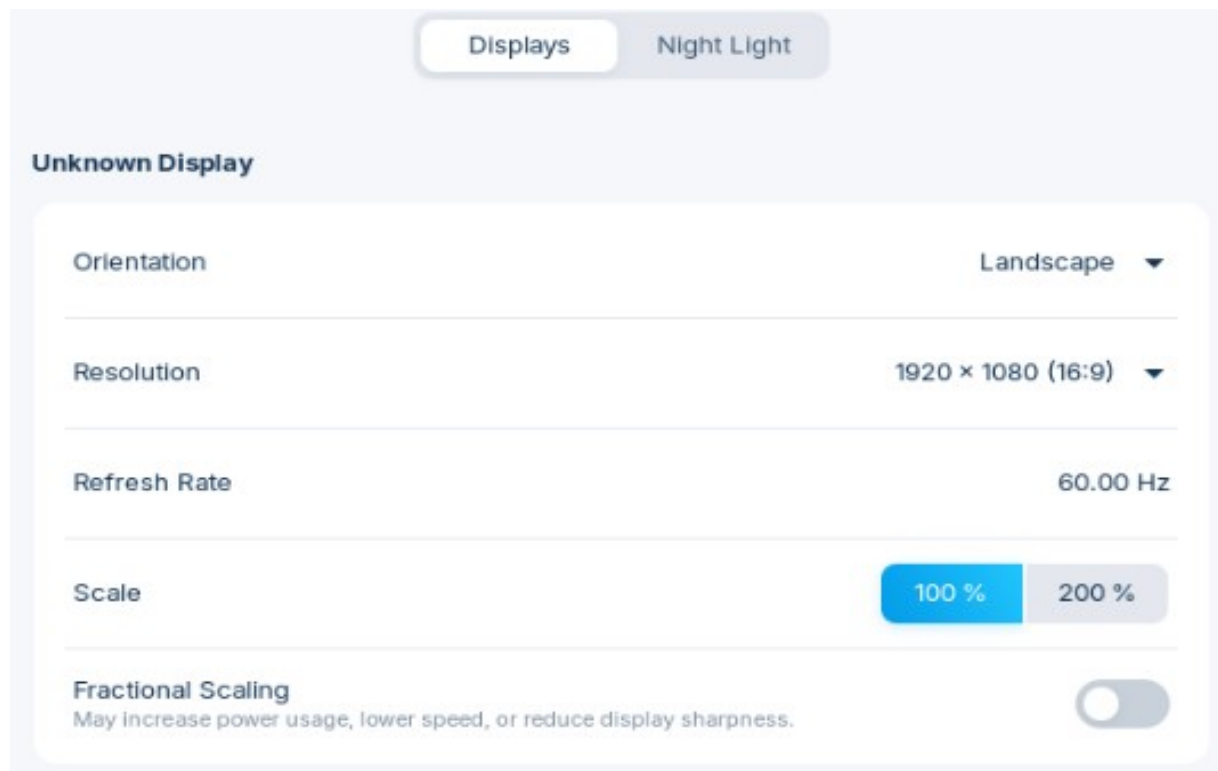 Displays Night Light
Unknown Display
Orientation Landscape
Resolution 1920 × 1080 (16:9)
Refresh Rate 60.00 Hz
Scale 100 % 200 %
Fractional Scaling
May increase power usage, lower speed, or reduce display sharpness.